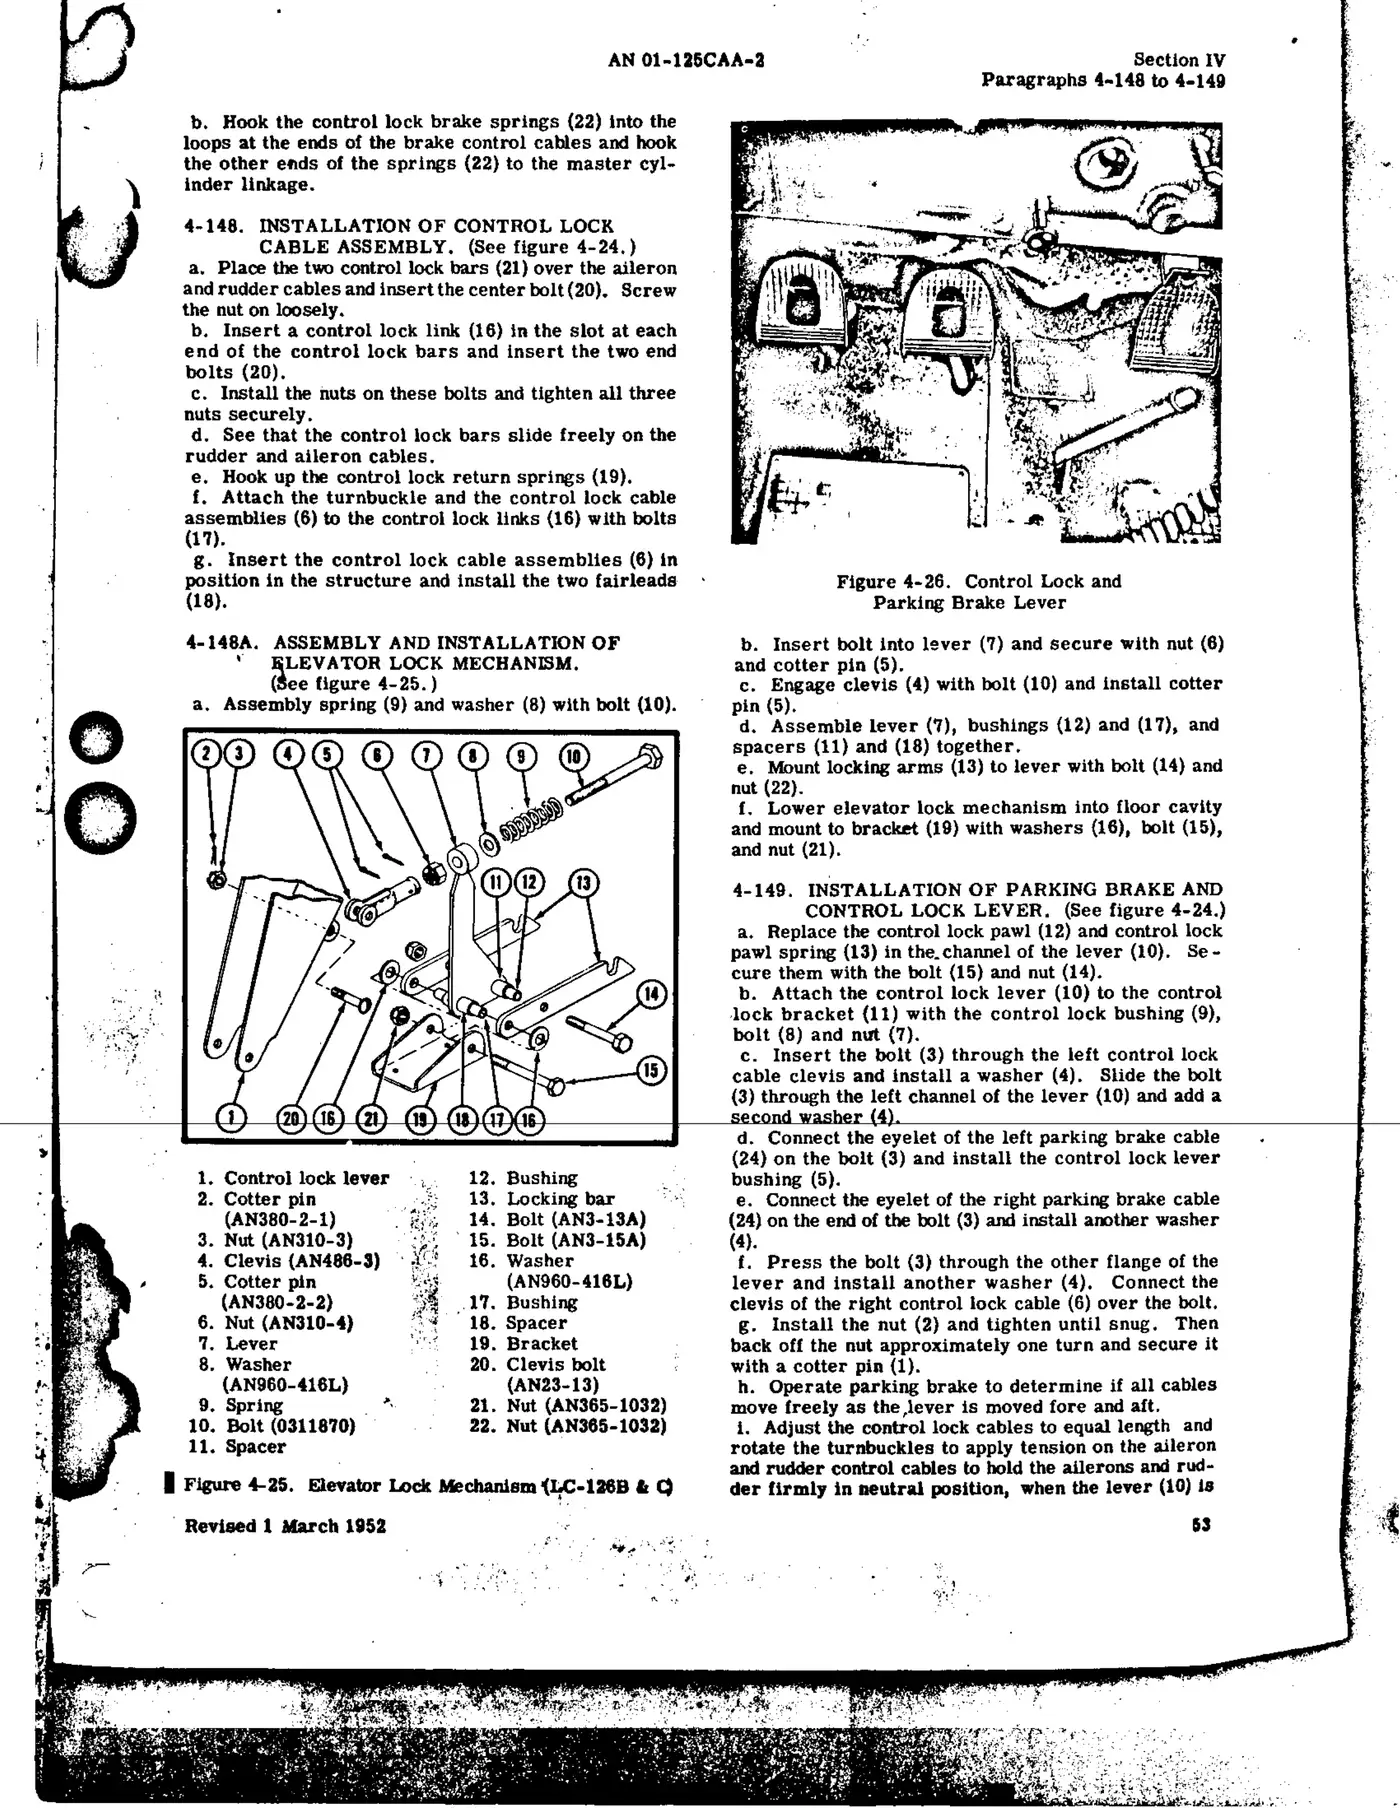 AN 01-125CAA-2
Section IV
Paragraphs 4-148 to 4-149
b. Hook the control lock brake springs (22) into the
loops at the ends of the brake control cables and hook
the other ends of the springs (22) to the master cyl-
inder linkage.
4-148. INSTALLATION OF CONTROL LOCK
CABLE ASSEMBLY. (See figure 4-24.)
a. Place the two control lock bars (21) over the aileron
and rudder cables and insert the center bolt (20). Screw
the nut on loosely.
b. Insert a control lock link (16) in the slot at each
end of the control lock bars and insert the two end
bolts (20).
c. Install the nuts on these bolts and tighten all three
nuts securely.
d. See that the control lock bars slide freely on the
rudder and aileron cables.
e. Hook up the control lock return springs (19).
f. Attach the turnbuckle and the control lock cable
assemblies (6) to the control lock links (16) with bolts
(17).
g. Insert the control lock cable assemblies (6) in
position in the structure and install the two fairleads
(18).
4-148A. ASSEMBLY AND INSTALLATION OF
ELEVATOR LOCK MECHANISM.
(See figure 4-25.)
a. Assembly spring (9) and washer (8) with bolt (10).
2 3 4 5 6 7 8 9 10
11 12 13
14
15
1 20 16 21 19 18 17 16
1. Control lock lever
2. Cotter pin
(AN380-2-1)
3. Nut (AN310-3)
4. Clevis (AN486-3)
5. Cotter pin
(AN380-2-2)
6. Nut (AN310-4)
7. Lever
8. Washer
(AN960-416L)
9. Spring
10. Bolt (0311870)
11. Spacer
12. Bushing
13. Locking bar
14. Bolt (AN3-13A)
15. Bolt (AN3-15A)
16. Washer
(AN960-416L)
17. Bushing
18. Spacer
19. Bracket
20. Clevis bolt
(AN23-13)
21. Nut (AN365-1032)
22. Nut (AN365-1032)
Figure 4-25. Elevator Lock Mechanism (LC-126B & C)
Revised 1 March 1952
Figure 4-26. Control Lock and
Parking Brake Lever
b. Insert bolt into lever (7) and secure with nut (6)
and cotter pin (5).
c. Engage clevis (4) with bolt (10) and install cotter
pin (5).
d. Assemble lever (7), bushings (12) and (17), and
spacers (11) and (18) together.
e. Mount locking arms (13) to lever with bolt (14) and
nut (22).
f. Lower elevator lock mechanism into floor cavity
and mount to bracket (19) with washers (16), bolt (15),
and nut (21).
4-149. INSTALLATION OF PARKING BRAKE AND
CONTROL LOCK LEVER. (See figure 4-24.)
a. Replace the control lock pawl (12) and control lock
pawl spring (13) in the channel of the lever (10). Se-
cure them with the bolt (15) and nut (14).
b. Attach the control lock lever (10) to the control
lock bracket (11) with the control lock bushing (9),
bolt (8) and nut (7).
c. Insert the bolt (3) through the left control lock
cable clevis and install a washer (4). Slide the bolt
(3) through the left channel of the lever (10) and add a
second washer (4).
d. Connect the eyelet of the left parking brake cable
(24) on the bolt (3) and install the control lock lever
bushing (5).
e. Connect the eyelet of the right parking brake cable
(24) on the end of the bolt (3) and install another washer
(4).
f. Press the bolt (3) through the other flange of the
lever and install another washer (4). Connect the
clevis of the right control lock cable (6) over the bolt.
g. Install the nut (2) and tighten until snug. Then
back off the nut approximately one turn and secure it
with a cotter pin (1).
h. Operate parking brake to determine if all cables
move freely as the lever is moved fore and aft.
i. Adjust the control lock cables to equal length and
rotate the turnbuckles to apply tension on the aileron
and rudder control cables to hold the ailerons and rud-
der firmly in neutral position, when the lever (10) is
53